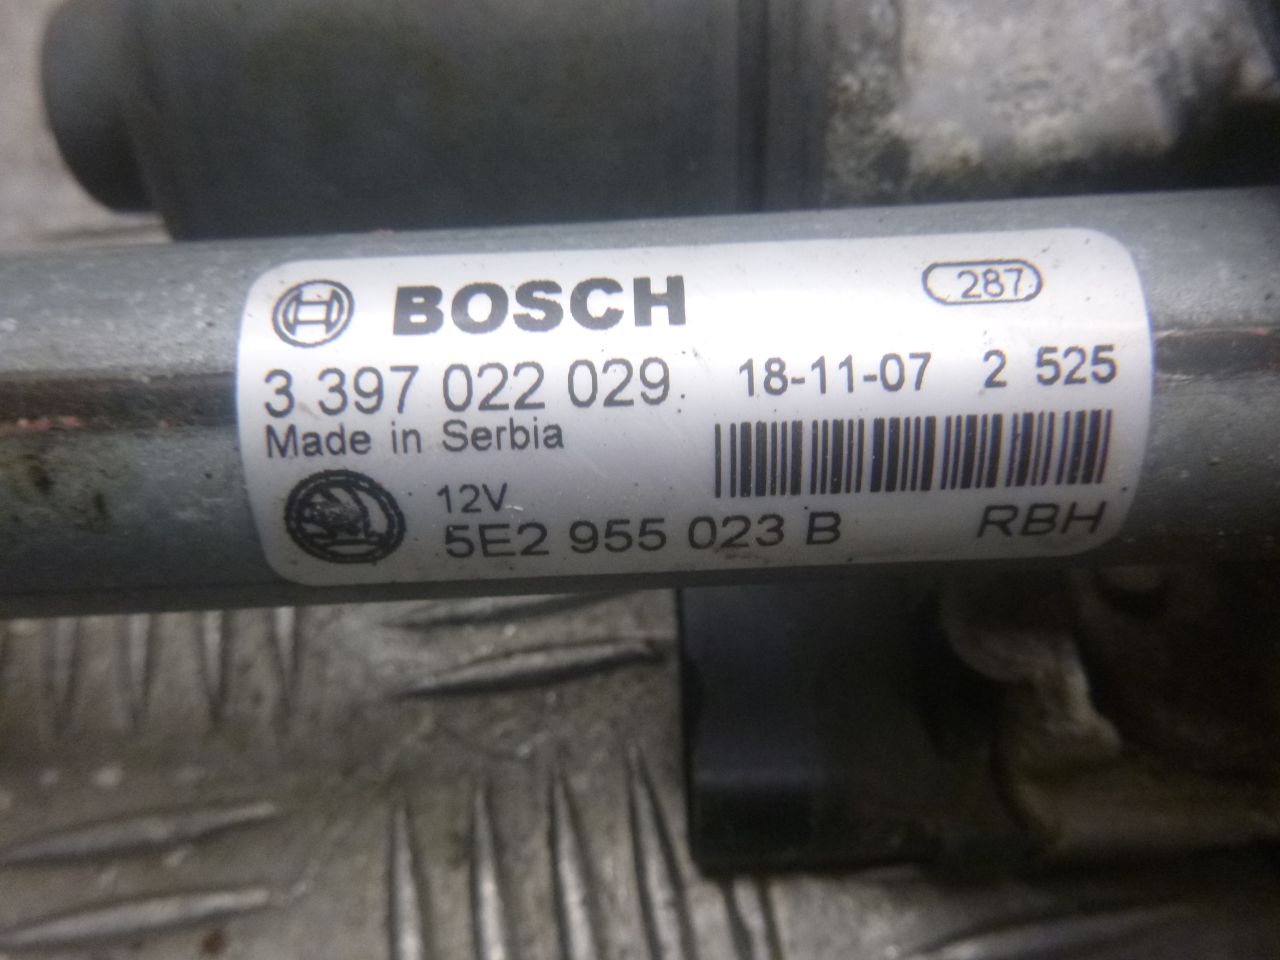 BOSCH 287
3 397 022 029 18-11-07 2 525
Made in Serbia
12V
5E2 955 023 B RBH